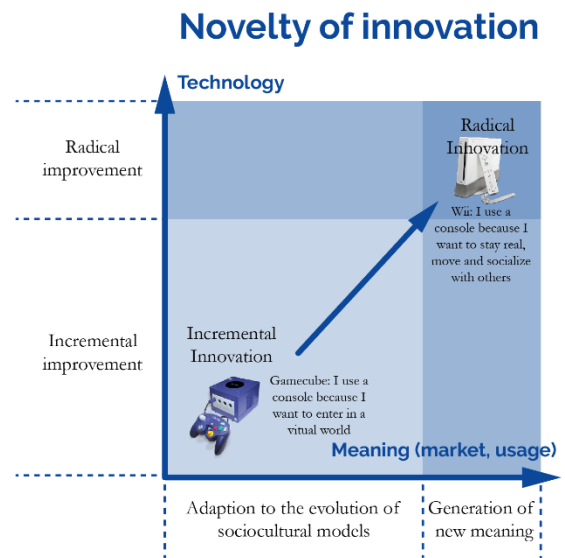 Novelty of innovation
Technology
Radical
improvement
Radical
Innovation
Wii: I use a
console because I
want to stay real,
move and socialize
with others
Incremental
improvement
Incremental
Innovation
Gamecube: I use a
console because I
want to enter in a
vitual world
Meaning (market, usage)
Adaption to the evolution of
sociocultural models
Generation of
new meaning